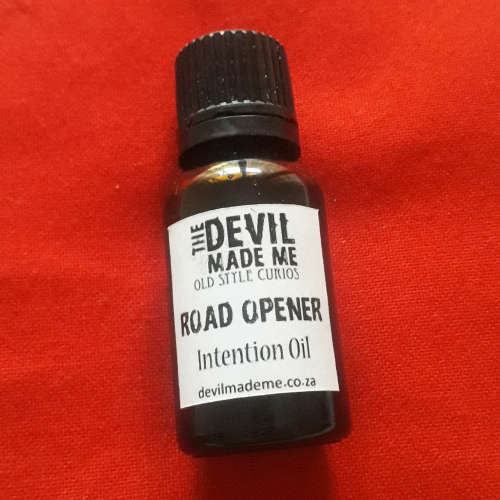 THE DEVIL
MADE ME
OLD STYLE CURIOS
ROAD OPENER
Intention Oil
devilmademe.co.za